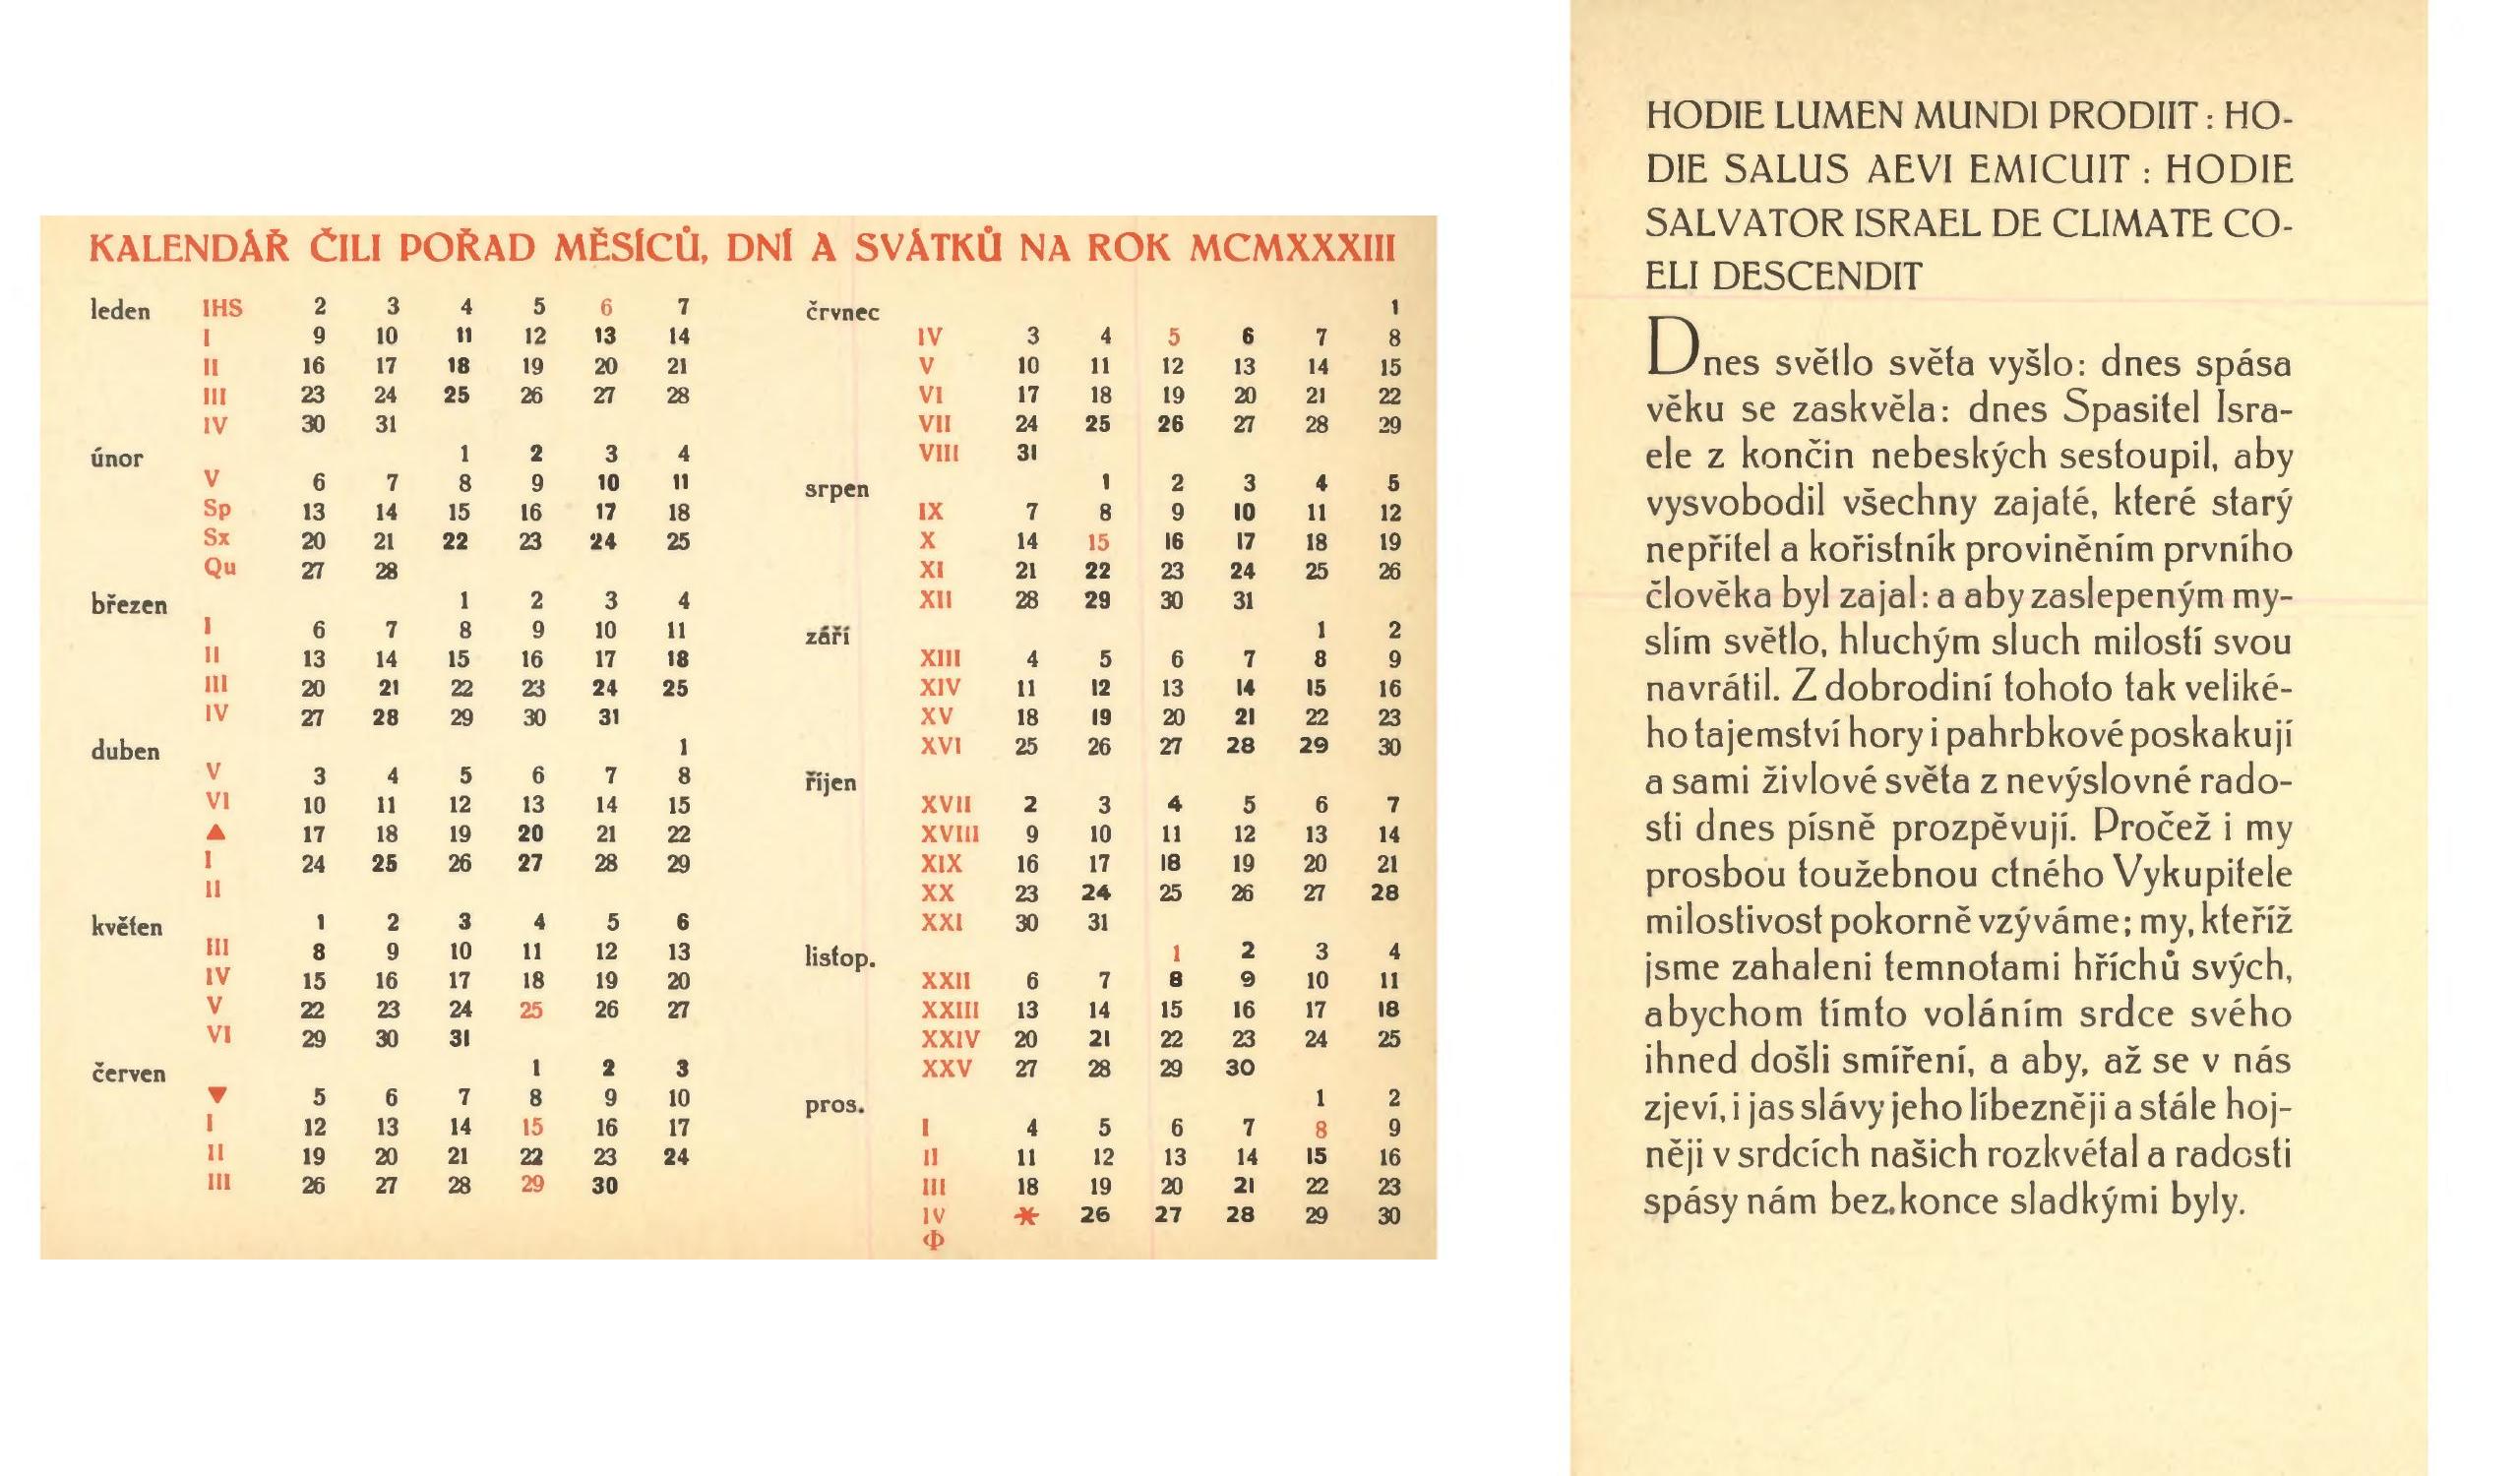 KALENDÁŘ ČILI POŘAD MĚSÍCŮ, DNÍ A SVÁTKŮ NA ROK MCMXXXIII
leden IHS 2 3 4 5 6 7
I 9 10 11 12 13 14
II 16 17 18 19 20 21
III 23 24 25 26 27 28
IV 30 31
únor 1 2 3 4
V 6 7 8 9 10 11
Sp 13 14 15 16 17 18
Sx 20 21 22 23 24 25
Qu 27 28
březen 1 2 3 4
I 6 7 8 9 10 11
II 13 14 15 16 17 18
III 20 21 22 23 24 25
IV 27 28 29 30 31
duben 1
V 3 4 5 6 7 8
VI 10 11 12 13 14 15
▲ 17 18 19 20 21 22
I 24 25 26 27 28 29
II
květen 1 2 3 4 5 6
III 8 9 10 11 12 13
IV 15 16 17 18 19 20
V 22 23 24 25 26 27
VI 29 30 31
červen 1 2 3
▼ 5 6 7 8 9 10
I 12 13 14 15 16 17
II 19 20 21 22 23 24
III 26 27 28 29 30
črvnec 1
IV 3 4 5 6 7 8
V 10 11 12 13 14 15
VI 17 18 19 20 21 22
VII 24 25 26 27 28 29
VIII 31
srpen 1 2 3 4 5
IX 7 8 9 10 11 12
X 14 15 16 17 18 19
XI 21 22 23 24 25 26
XII 28 29 30 31
září 1 2
XIII 4 5 6 7 8 9
XIV 11 12 13 14 15 16
XV 18 19 20 21 22 23
XVI 25 26 27 28 29 30
říjen
XVII 2 3 4 5 6 7
XVIII 9 10 11 12 13 14
XIX 16 17 18 19 20 21
XX 23 24 25 26 27 28
XXI 30 31
listop. 1 2 3 4
XXII 6 7 8 9 10 11
XXIII 13 14 15 16 17 18
XXIV 20 21 22 23 24 25
XXV 27 28 29 30
pros. 1 2
I 4 5 6 7 8 9
II 11 12 13 14 15 16
III 18 19 20 21 22 23
IV * 26 27 28 29 30
Φ
HODIE LUMEN MUNDI PRODIIT : HO-
DIE SALUS AEVI EMICUIT : HODIE
SALVATOR ISRAEL DE CLIMATE CO-
ELI DESCENDIT
Dnes světlo světa vyšlo: dnes spása
věku se zaskvěla: dnes Spasitel Isra-
ele z končin nebeských sestoupil, aby
vysvobodil všechny zajaté, které starý
nepřítel a kořistník proviněním prvního
člověka byl zajal: a aby zaslepeným my-
slím světlo, hluchým sluch milostí svou
navrátil. Z dobrodiní tohoto tak veliké-
ho tajemství hory i pahrbkové poskakují
a sami živlové světa z nevýslovné rado-
sti dnes písně prozpěvují. Pročež i my
prosbou toužebnou ctného Vykupitele
milostivost pokorně vzýváme; my, kteříž
jsme zahaleni temnotami hříchů svých,
abychom tímto voláním srdce svého
ihned došli smíření, a aby, až se v nás
zjeví, i jas slávy jeho líbezněji a stále hoj-
něji v srdcích našich rozkvétal a radosti
spásy nám bez.konce sladkými byly.